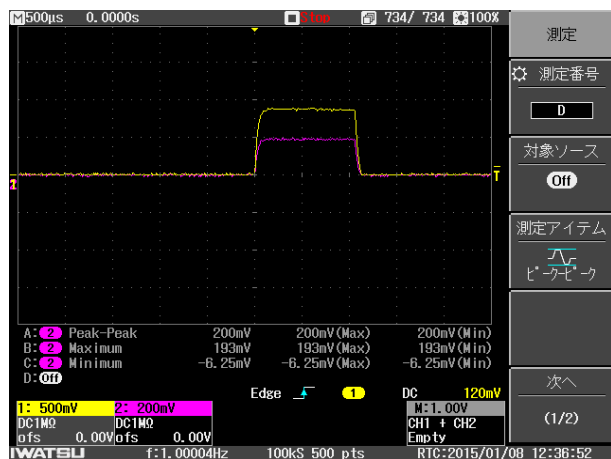 M 500µs 0.0000s Stop 734/ 734 100%
測定
測定番号
D
対象ソース
Off
測定アイテム
ピークピーク
次へ
(1/2)
1
T
A: 2 Peak-Peak 200mV 200mV(Max) 200mV(Min)
B: 2 Maximum 193mV 193mV(Max) 193mV(Min)
C: 2 Minimum -6.25mV -6.25mV(Max) -6.25mV(Min)
D: Off
Edge 1 DC 120mV
1: 500mV 2: 200mV M:1.00V
DC1MΩ DC1MΩ CH1 + CH2
ofs 0.00V ofs 0.00V Empty
IWATSU f:1.00004Hz 100kS 500 pts RTC:2015/01/08 12:36:52